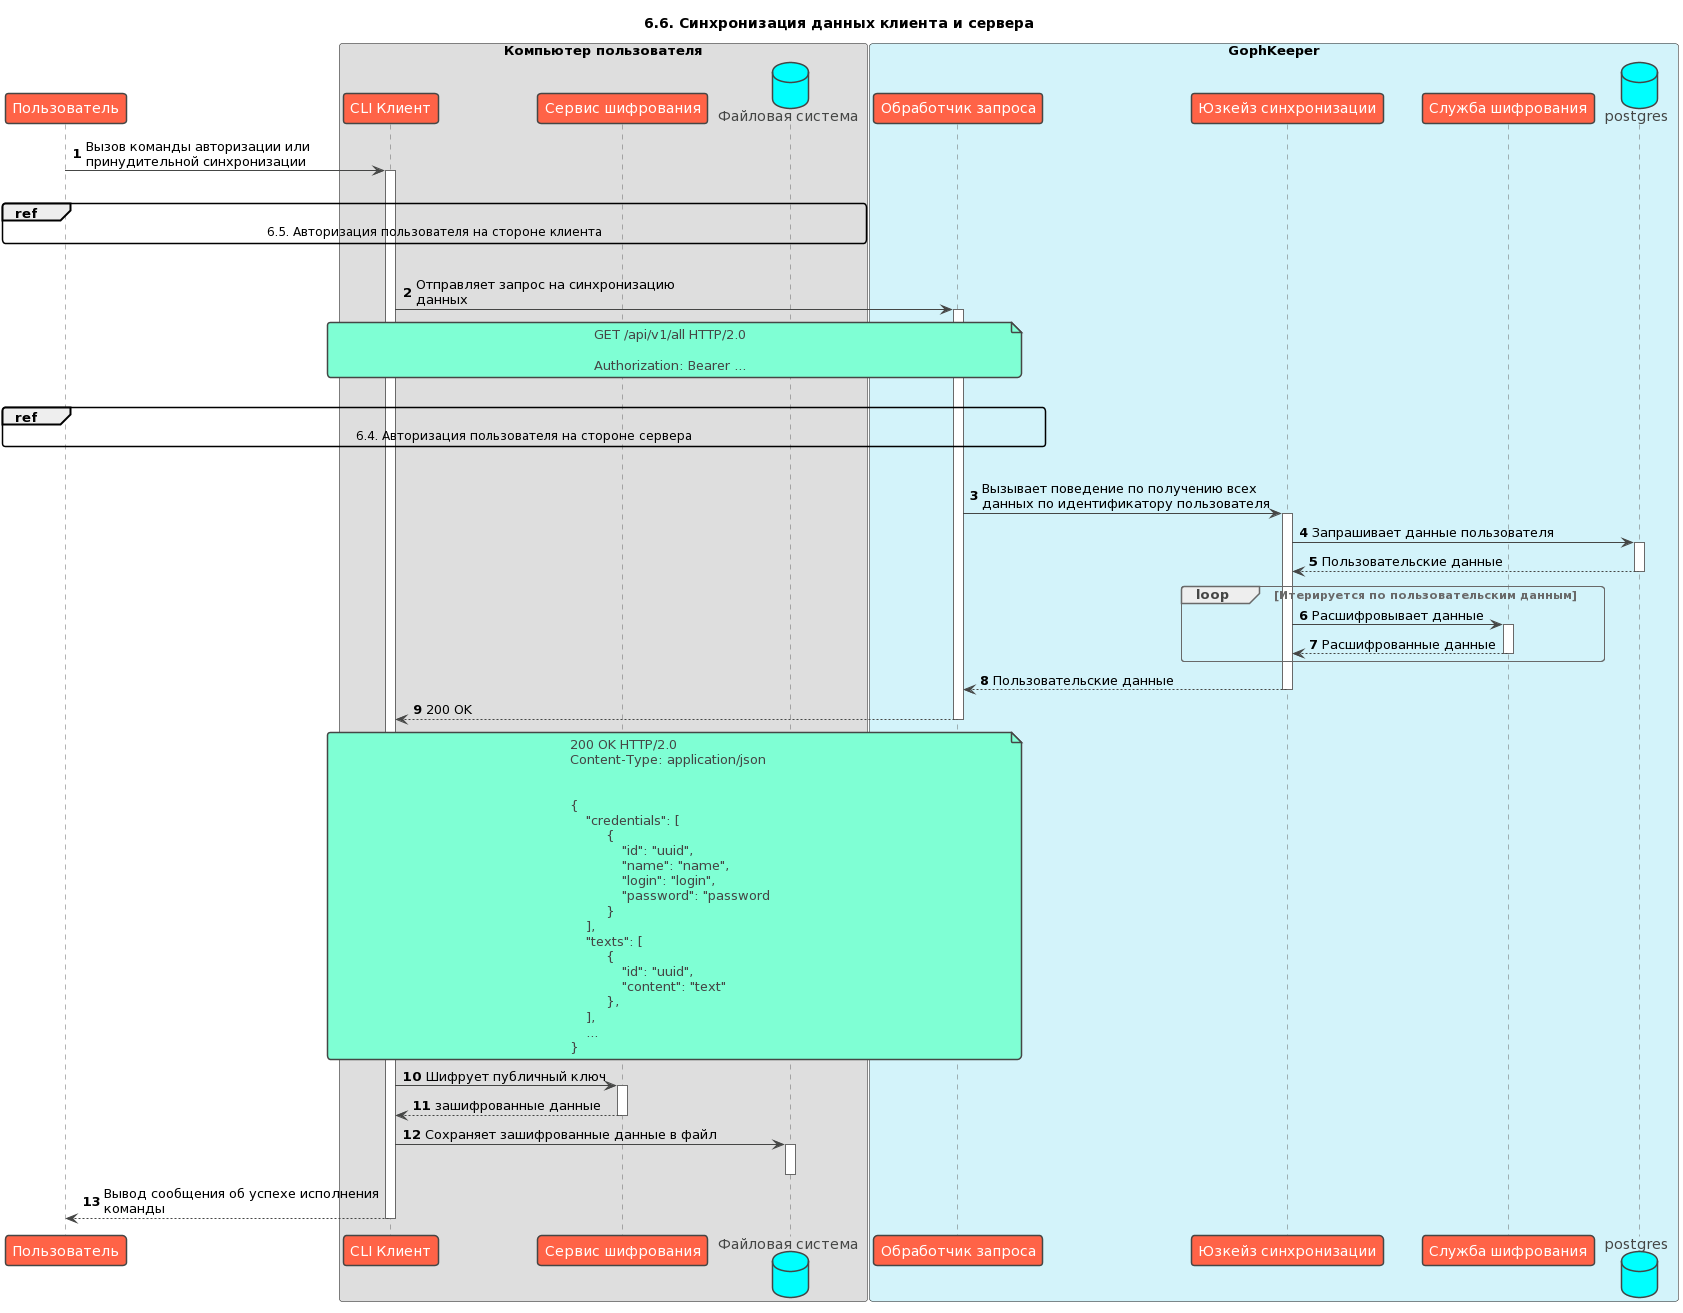 6.6. Синхронизация данных клиента и сервера
Компьютер пользователя
GophKeeper
Пользователь
CLI Клиент
Сервис шифрования
Файловая система
Обработчик запроса
Юзкейз синхронизации
Служба шифрования
postgres
1 Вызов команды авторизации или
принудительной синхронизации
ref
6.5. Авторизация пользователя на стороне клиента
2 Отправляет запрос на синхронизацию
данных
GET /api/v1/all HTTP/2.0
Authorization: Bearer ...
ref
6.4. Авторизация пользователя на стороне сервера
3 Вызывает поведение по получению всех
данных по идентификатору пользователя
4 Запрашивает данные пользователя
5 Пользовательские данные
loop [Итерируется по пользовательским данным]
6 Расшифровывает данные
7 Расшифрованные данные
8 Пользовательские данные
9 200 OK
200 OK HTTP/2.0
Content-Type: application/json
{
"credentials": [
{
"id": "uuid",
"name": "name",
"login": "login",
"password": "password
}
],
"texts": [
{
"id": "uuid",
"content": "text"
},
],
...
}
10 Шифрует публичный ключ
11 зашифрованные данные
12 Сохраняет зашифрованные данные в файл
13 Вывод сообщения об успехе исполнения
команды
Пользователь
CLI Клиент
Сервис шифрования
Файловая система
Обработчик запроса
Юзкейз синхронизации
Служба шифрования
postgres